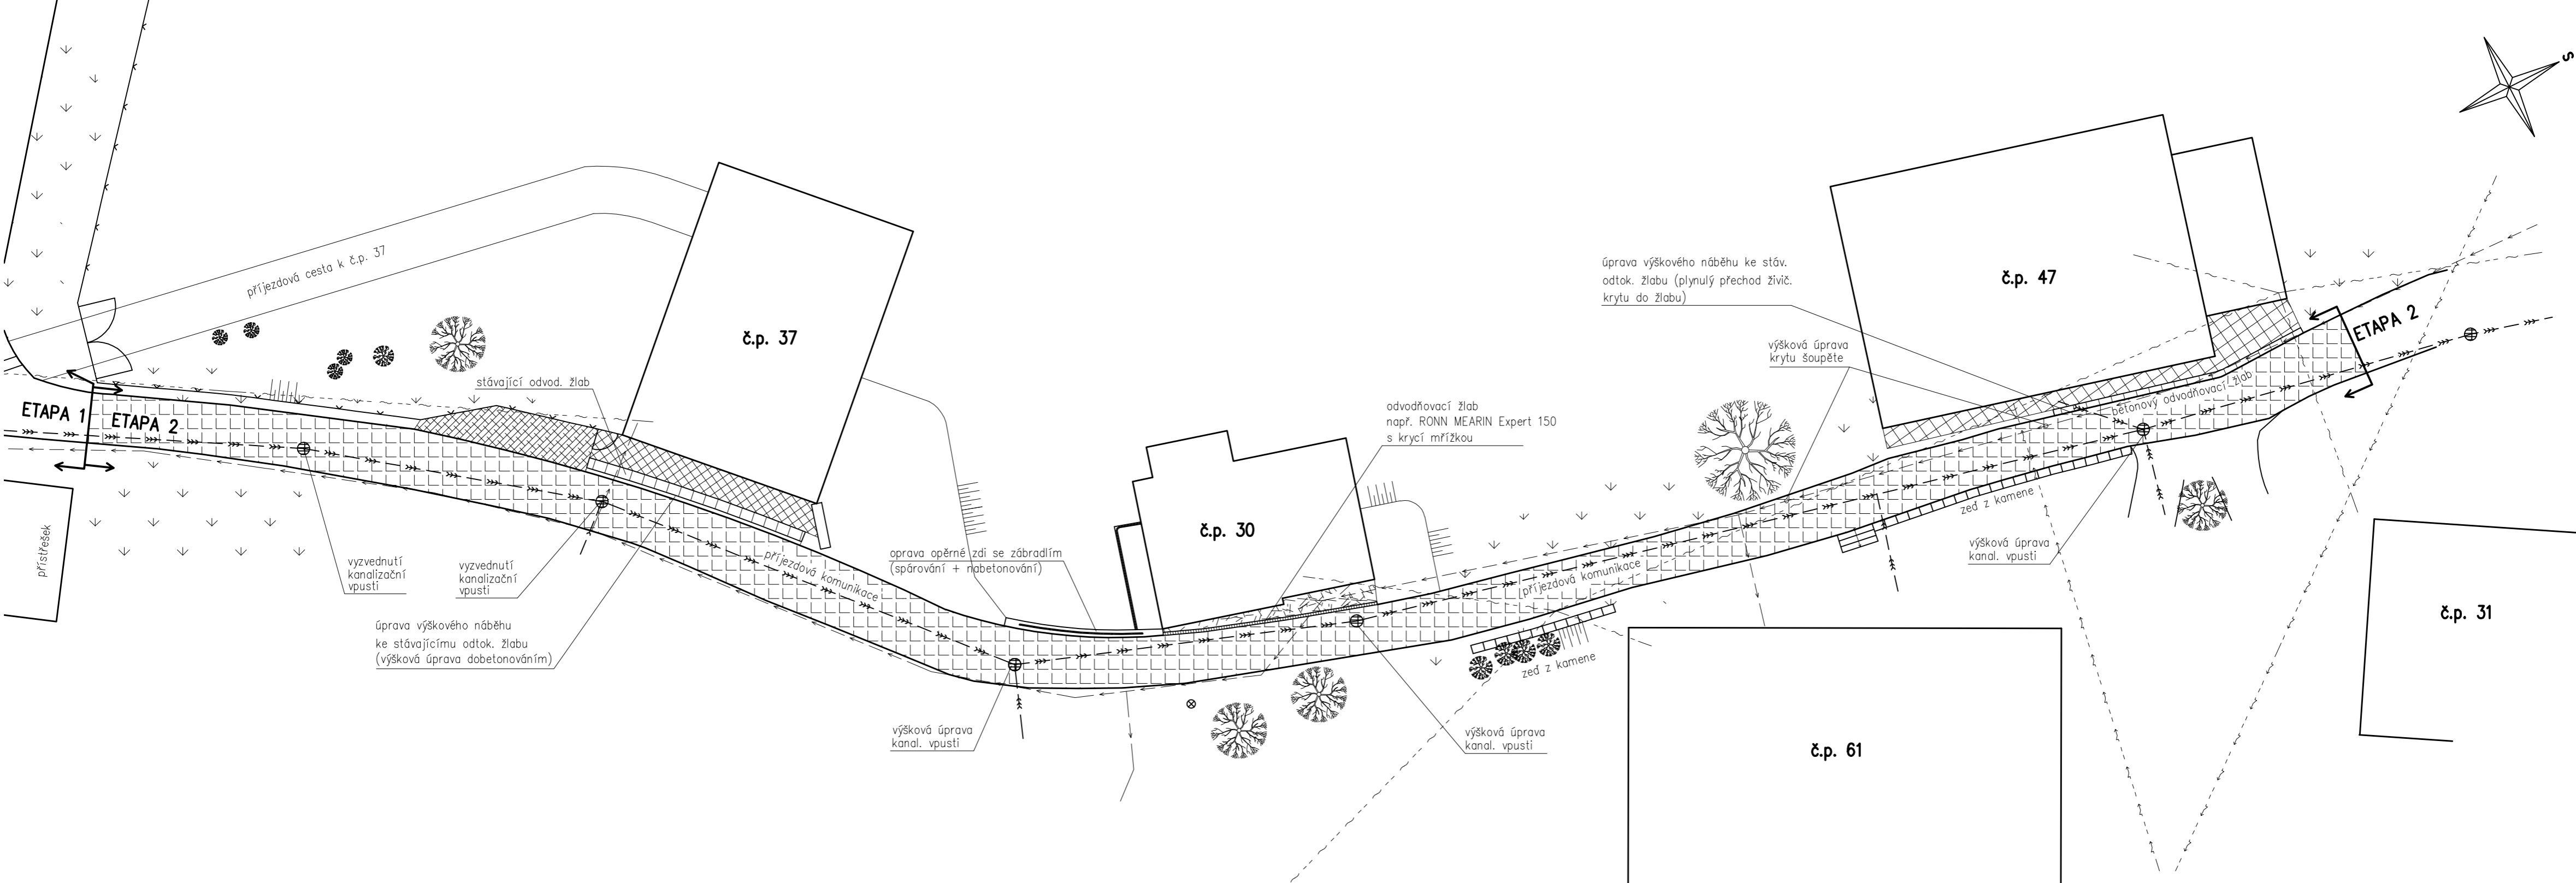 S
příjezdová cesta k č.p. 37
č.p. 37
stávající odvod. žlab
ETAPA 1
ETAPA 2
přístřešek
vyzvednutí
kanalizační
vpusti
vyzvednutí
kanalizační
vpusti
úprava výškového náběhu
ke stávajícímu odtok. žlabu
(výšková úprava dobetonováním)
příjezdová komunikace
oprava opěrné zdi se zábradlím
(spárování + nabetonování)
výšková úprava
kanal. vpusti
č.p. 30
odvodňovací žlab
např. RONN MEARIN Expert 150
s krycí mřížkou
výšková úprava
kanal. vpusti
příjezdová komunikace
zeď z kamene
úprava výškového náběhu ke stáv.
odtok. žlabu (plynulý přechod živič.
krytu do žlabu)
výšková úprava
krytu šoupěte
č.p. 47
betonový odvodňovací žlab
zeď z kamene
výšková úprava
kanal. vpusti
ETAPA 2
č.p. 61
č.p. 31